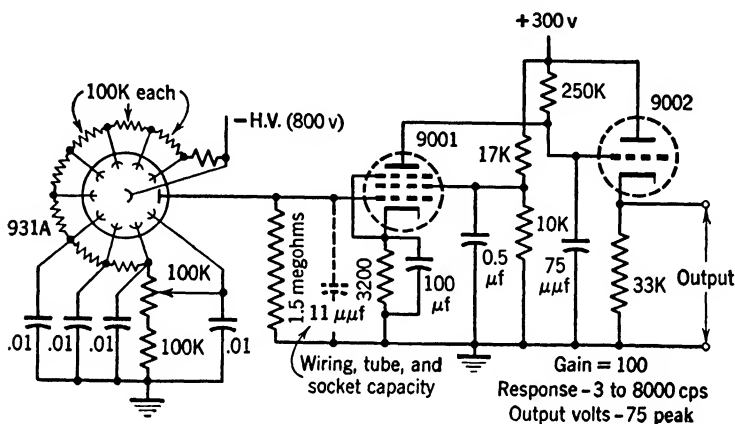 +300 v
100K each
250K
9002
−H.V. (800 v)
9001
17K
931A
10K
0.5
μf
75
μμf
100K
1.5 megohms
11 μμf
3200
100
μf
33K
Output
.01
.01
.01
100K
.01
Wiring, tube, and
socket capacity
Gain = 100
Response – 3 to 8000 cps
Output volts – 75 peak